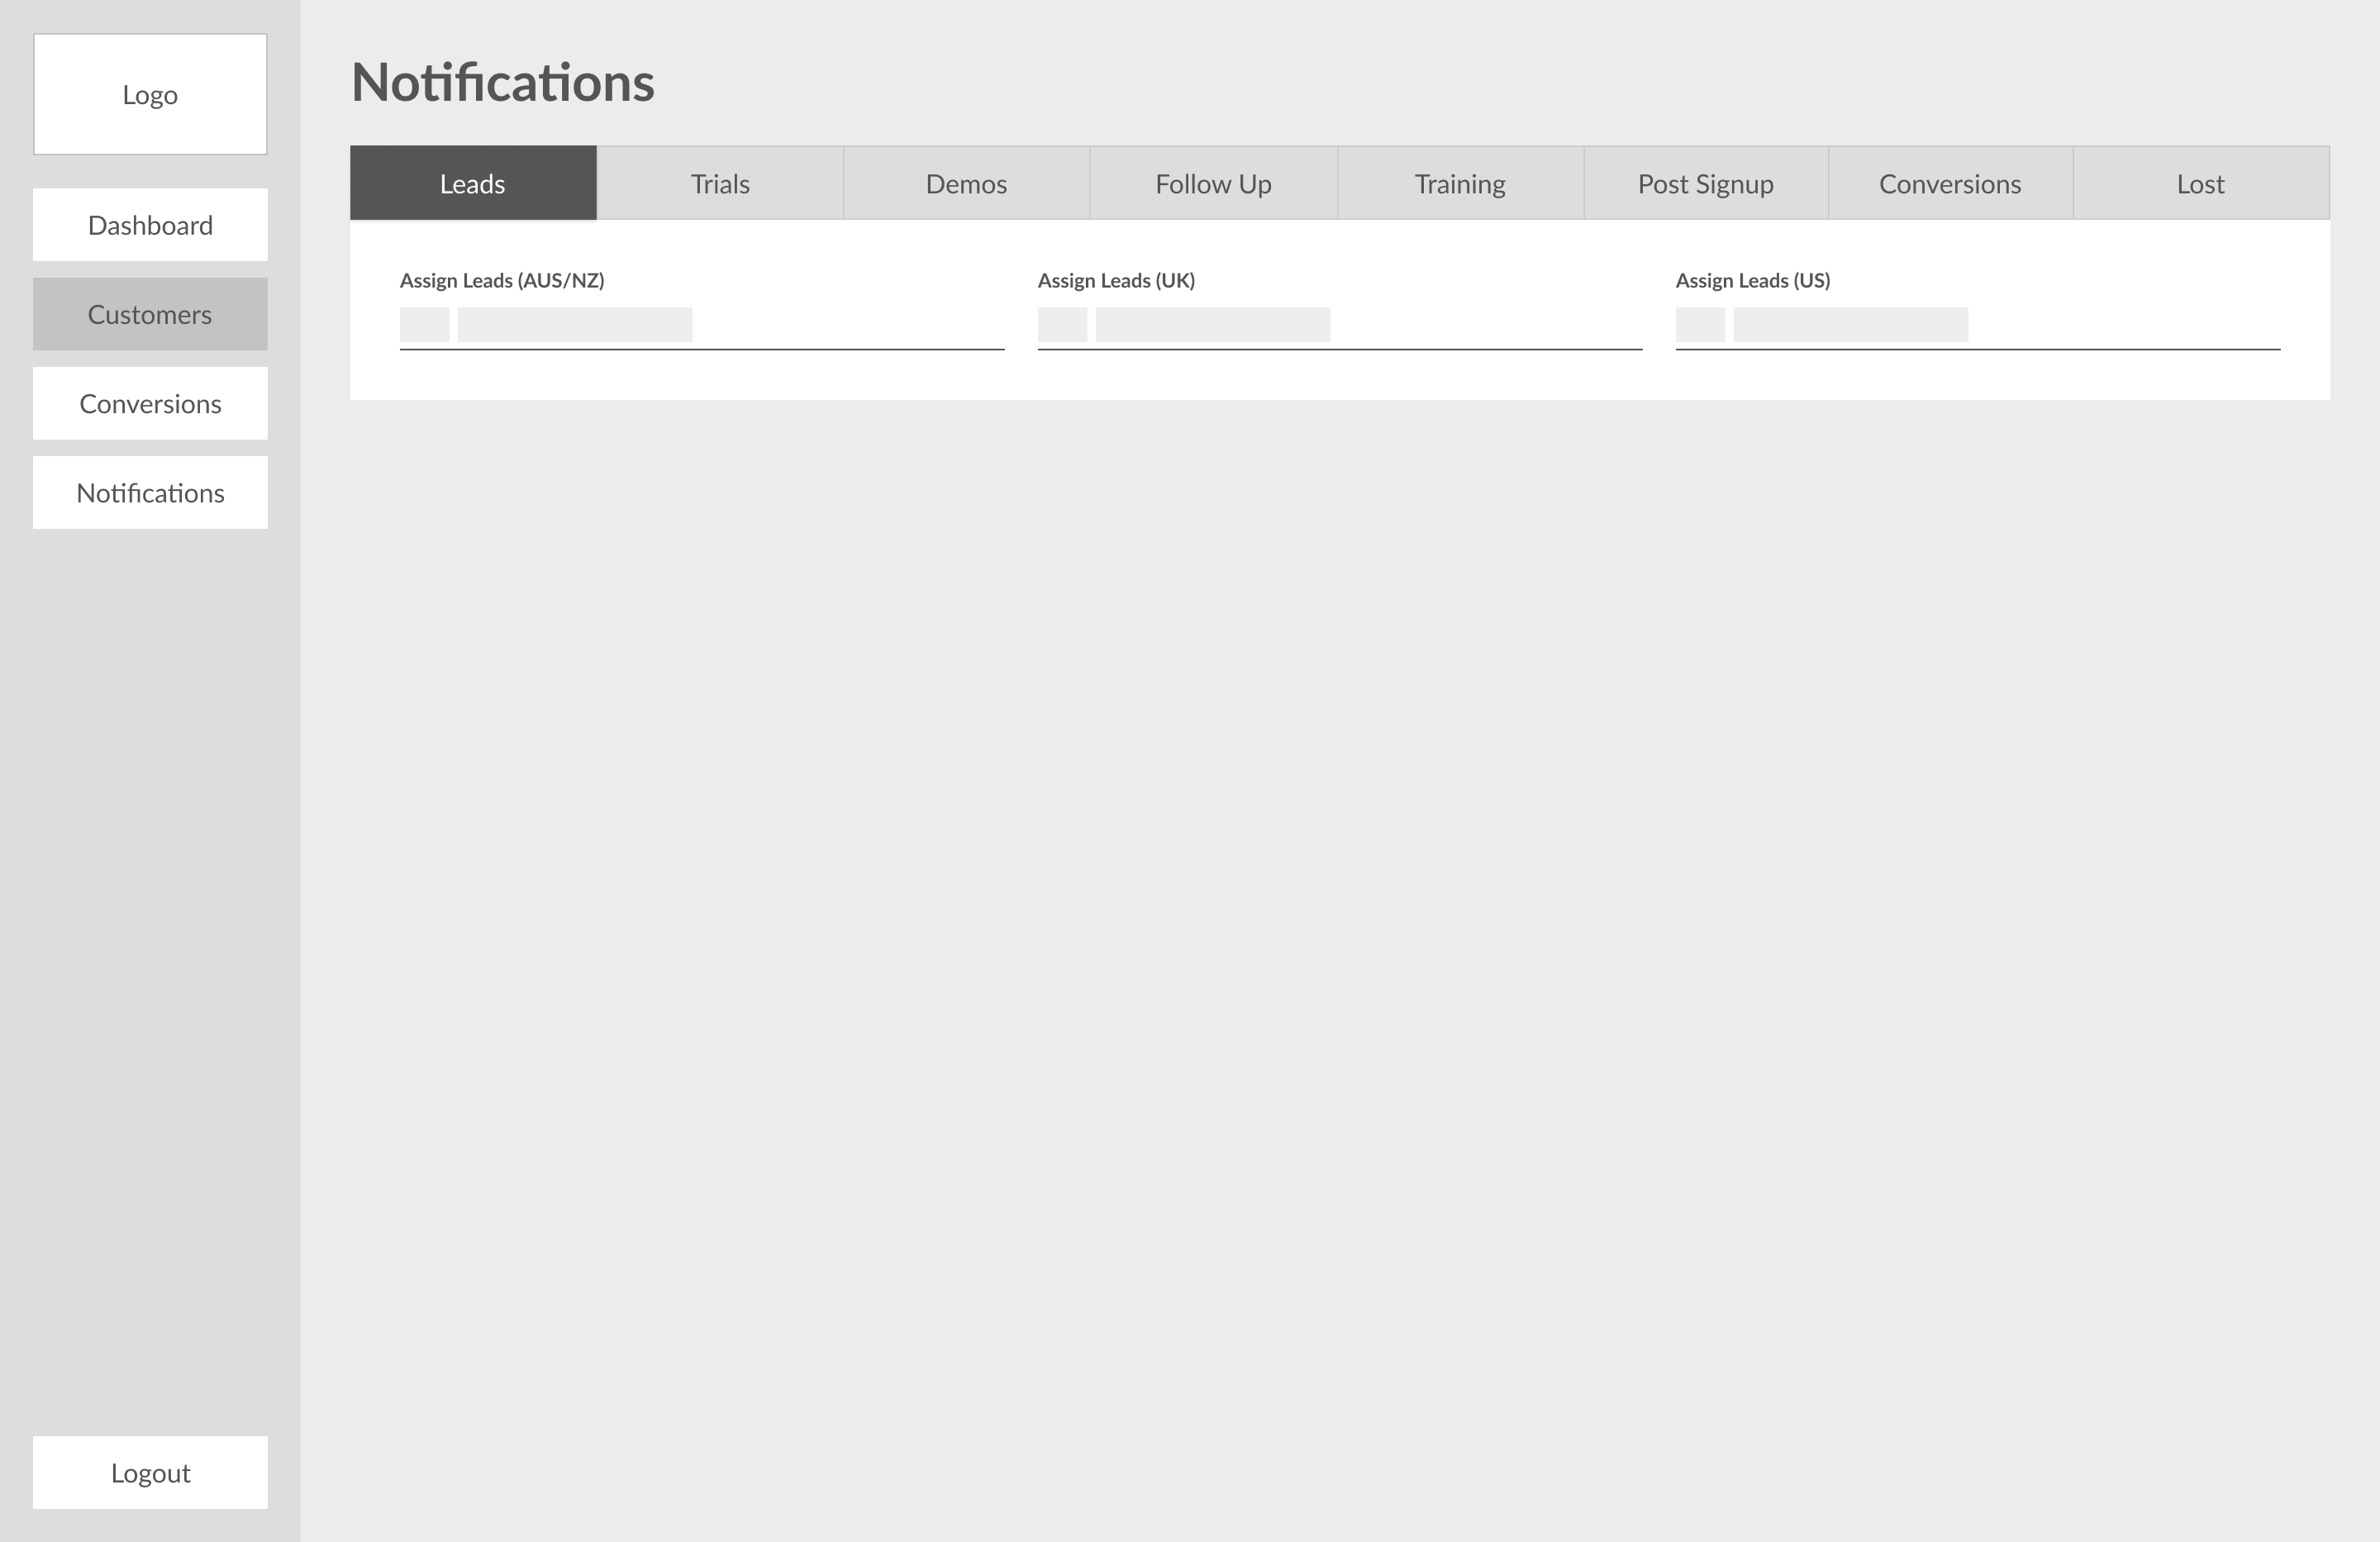 Logo
Dashboard
Customers
Conversions
Notifications
Logout
Notifications
Leads
Trials
Demos
Follow Up
Training
Post Signup
Conversions
Lost
Assign Leads (AUS/NZ)
Assign Leads (UK)
Assign Leads (US)